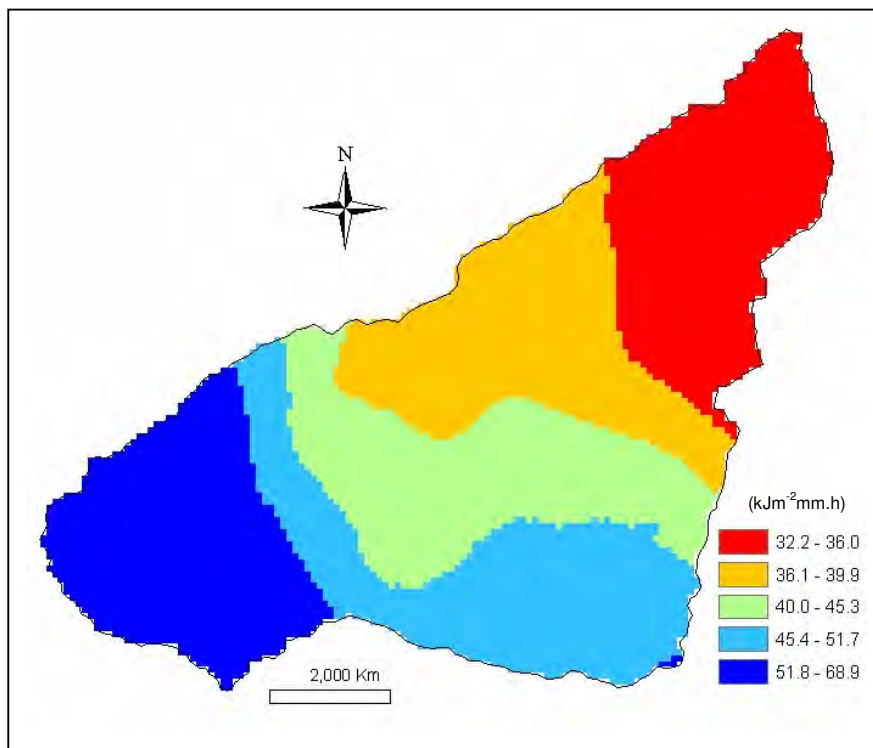 N
(kJm⁻²mm.h)
32.2 - 36.0
36.1 - 39.9
40.0 - 45.3
45.4 - 51.7
51.8 - 68.9
2,000 Km